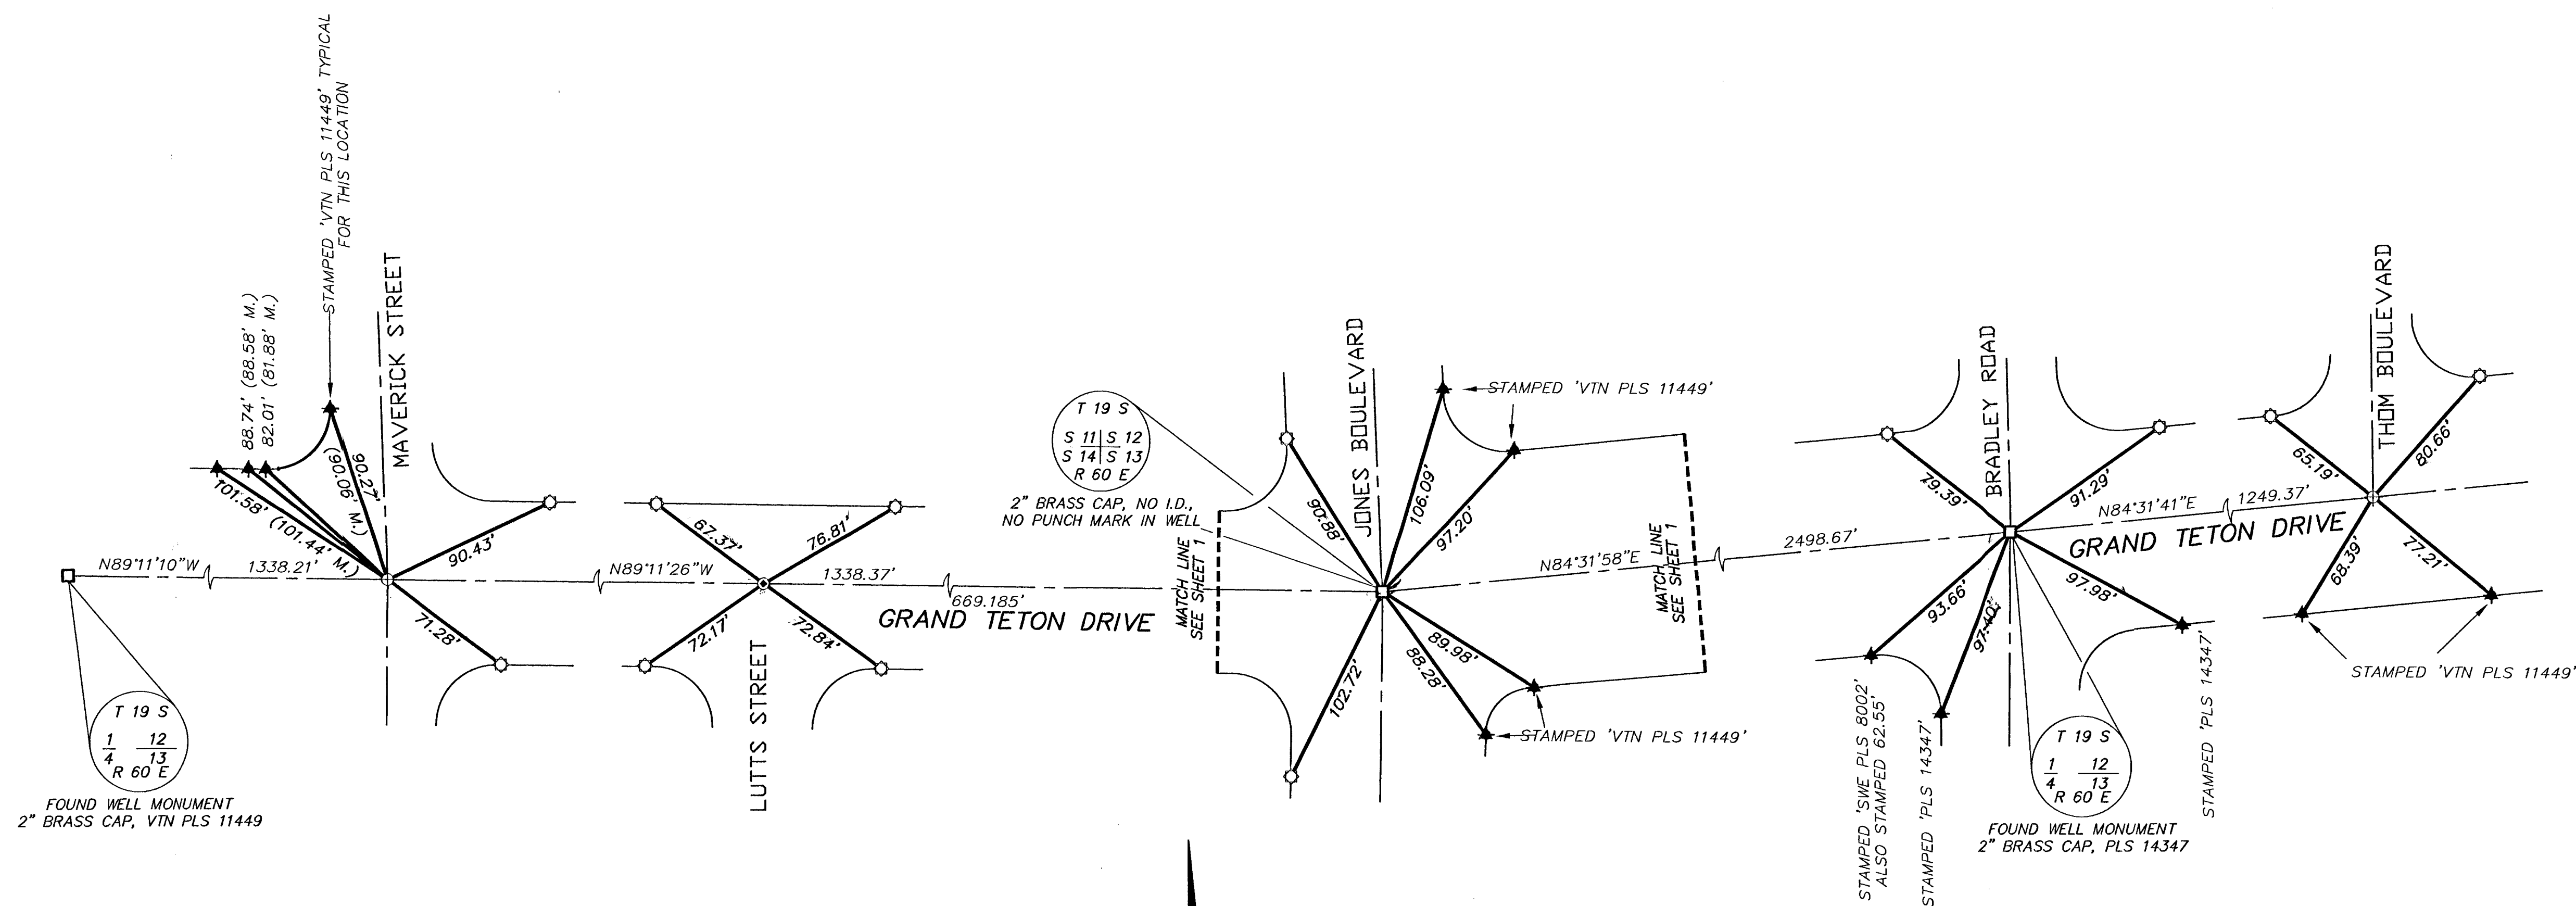 STAMPED 'VTN PLS 11449' TYPICAL
FOR THIS LOCATION
MAVERICK STREET
88.74' (88.58' M.)
82.01' (81.88' M.)
90.27'
(90.06' M.)
101.58' (101.44' M.)
90.43'
71.28'
N89°11'10"W
1338.21'
T 19 S
1
4
12
13
R 60 E
FOUND WELL MONUMENT
2" BRASS CAP, VTN PLS 11449
N89°11'26"W
67.37'
76.81'
72.17'
72.84'
1338.37'
LUTTS STREET
669.185'
GRAND TETON DRIVE
MATCH LINE
SEE SHEET 1
T 19 S
S 11 S 12
S 14 S 13
R 60 E
2" BRASS CAP, NO I.D.,
NO PUNCH MARK IN WELL
JONES BOULEVARD
90.88'
106.09'
97.20'
STAMPED 'VTN PLS 11449'
102.72'
88.28'
89.98'
STAMPED 'VTN PLS 11449'
N84°31'58"E
MATCH LINE
SEE SHEET 1
2498.67'
BRADLEY ROAD
79.39'
91.29'
93.66'
97.40'
97.98'
N84°31'41"E
1249.37'
GRAND TETON DRIVE
STAMPED 'SWE PLS 8002'
ALSO STAMPED 62.55'
STAMPED 'PLS 14347'
T 19 S
1
4
12
13
R 60 E
FOUND WELL MONUMENT
2" BRASS CAP, PLS 14347
STAMPED 'PLS 14347'
THOM BOULEVARD
65.19'
80.66'
68.39'
77.21'
STAMPED 'VTN PLS 11449'